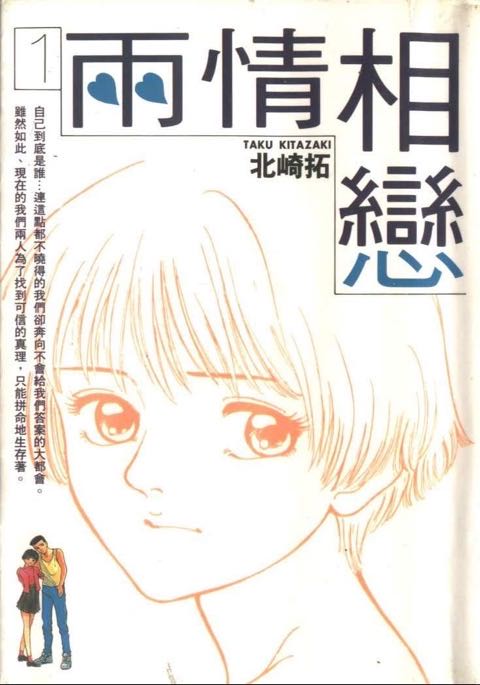 1
雨情相戀
TAKU KITAZAKI
北崎拓
自己到底是誰…連這點都不曉得的我們卻奔向不會給我們答案的大都會。
雖然如此、現在的我們兩人為了找到可信的真理，只能拼命地生存著。